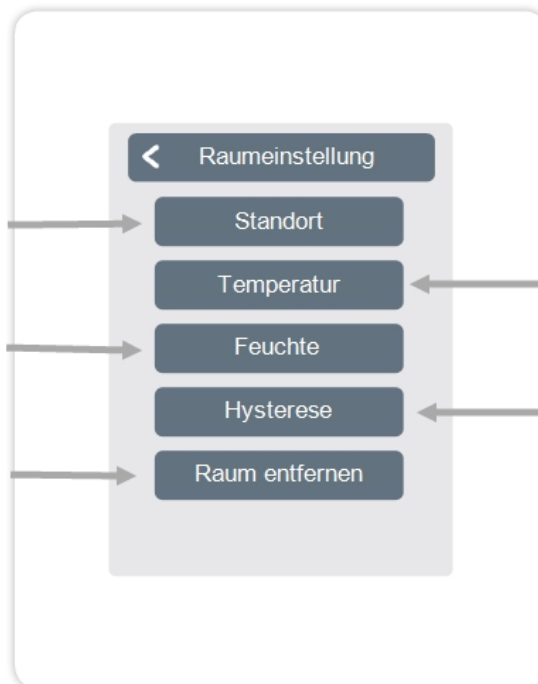 Raumeinstellung
Standort
Temperatur
Feuchte
Hysterese
Raum entfernen